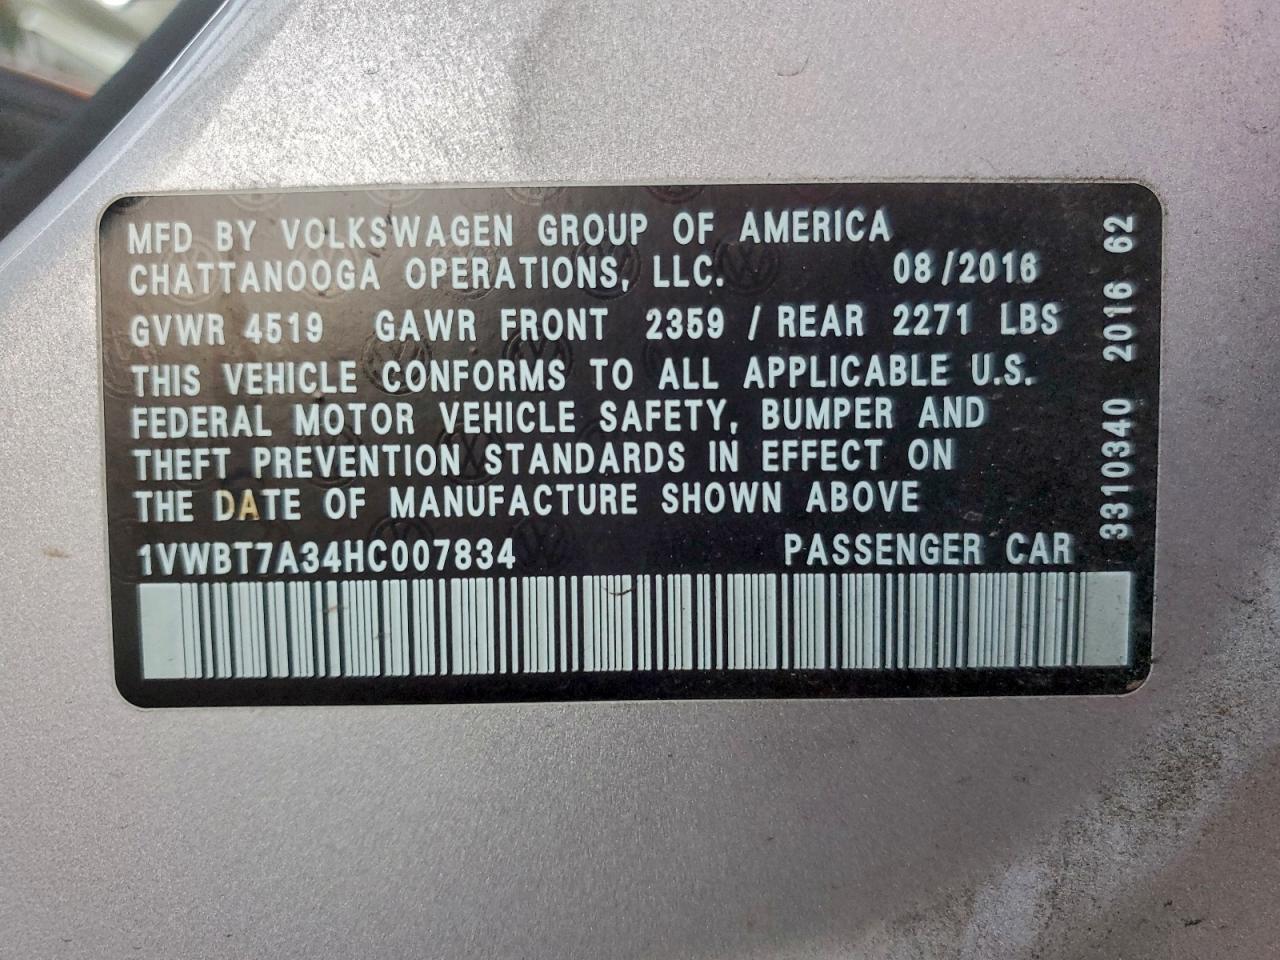 MFD BY VOLKSWAGEN GROUP OF AMERICA
CHATTANOOGA OPERATIONS, LLC. 08/2016
GVWR 4519 GAWR FRONT 2359 / REAR 2271 LBS
THIS VEHICLE CONFORMS TO ALL APPLICABLE U.S.
FEDERAL MOTOR VEHICLE SAFETY, BUMPER AND
THEFT PREVENTION STANDARDS IN EFFECT ON
THE DATE OF MANUFACTURE SHOWN ABOVE
1VWBT7A34HC007834 PASSENGER CAR
3310340 2016 62